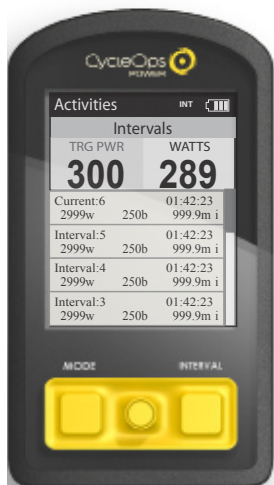 CycleOps
POWER
Activities INT
Intervals
TRG PWR WATTS
300 289
Current:6 01:42:23
2999w 250b 999.9m i
Interval:5 01:42:23
2999w 250b 999.9m i
Interval:4 01:42:23
2999w 250b 999.9m i
Interval:3 01:42:23
2999w 250b 999.9m i
MODE INTERVAL